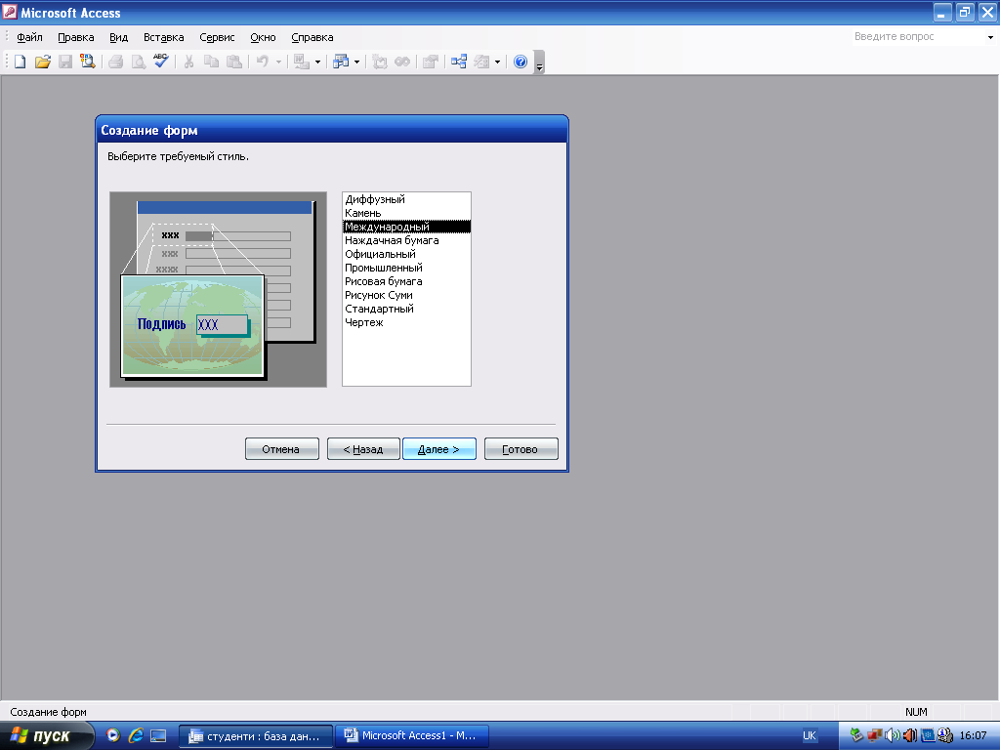 Microsoft Access
Файл Правка Вид Вставка Сервис Окно Справка Введите вопрос
ABC
Создание форм
Выберите требуемый стиль.
xxx
xxx
xxxx
Подпись XXX
Диффузный
Камень
Международный
Наждачная бумага
Официальный
Промышленный
Рисовая бумага
Рисунок Суми
Стандартный
Чертеж
Отмена < Назад Далее > Готово
Создание форм NUM
пуск студенти : база дан... Microsoft Access1 - M... UK 16:07